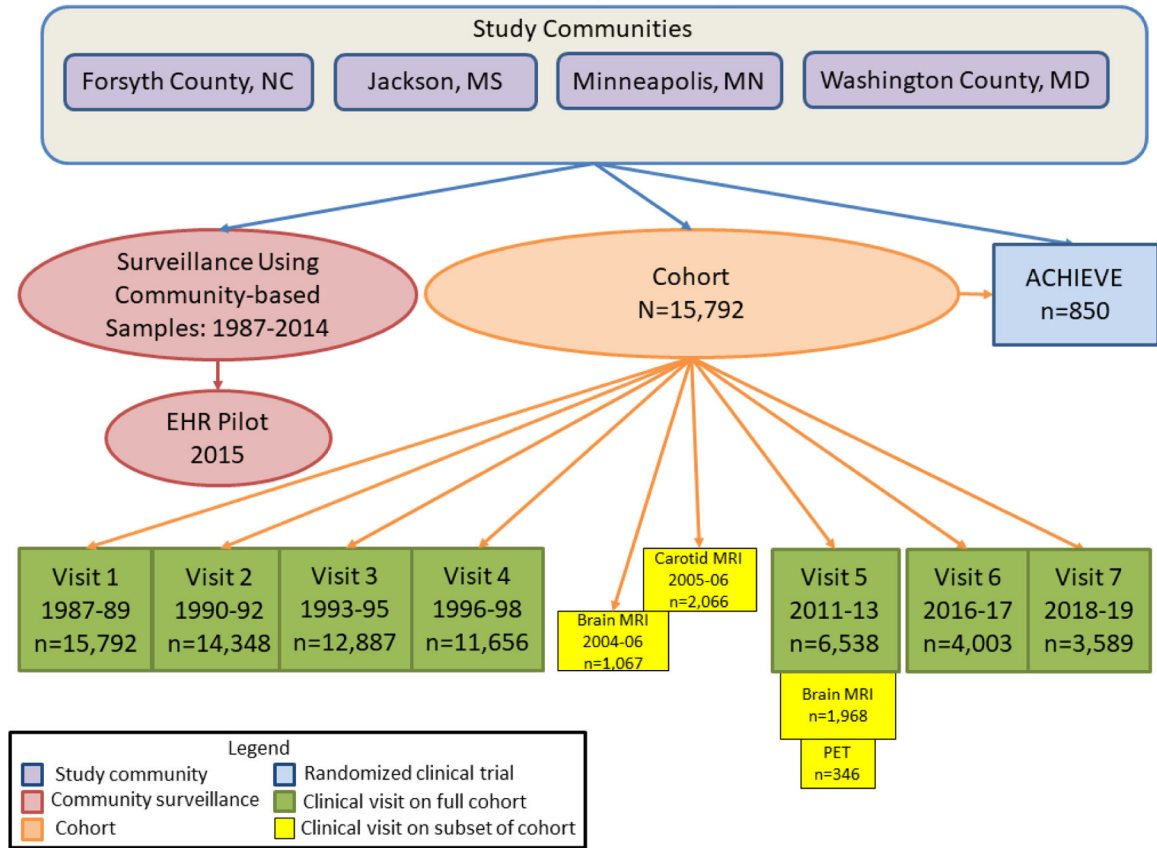 Study Communities
Forsyth County, NC
Jackson, MS
Minneapolis, MN
Washington County, MD
Surveillance Using
Community-based
Samples: 1987-2014
Cohort
N=15,792
ACHIEVE
n=850
EHR Pilot
2015
Visit 1
1987-89
n=15,792
Visit 2
1990-92
n=14,348
Visit 3
1993-95
n=12,887
Visit 4
1996-98
n=11,656
Brain MRI
2004-06
n=1,067
Carotid MRI
2005-06
n=2,066
Visit 5
2011-13
n=6,538
Brain MRI
n=1,968
PET
n=346
Visit 6
2016-17
n=4,003
Visit 7
2018-19
n=3,589
Legend
Study community
Community surveillance
Cohort
Randomized clinical trial
Clinical visit on full cohort
Clinical visit on subset of cohort